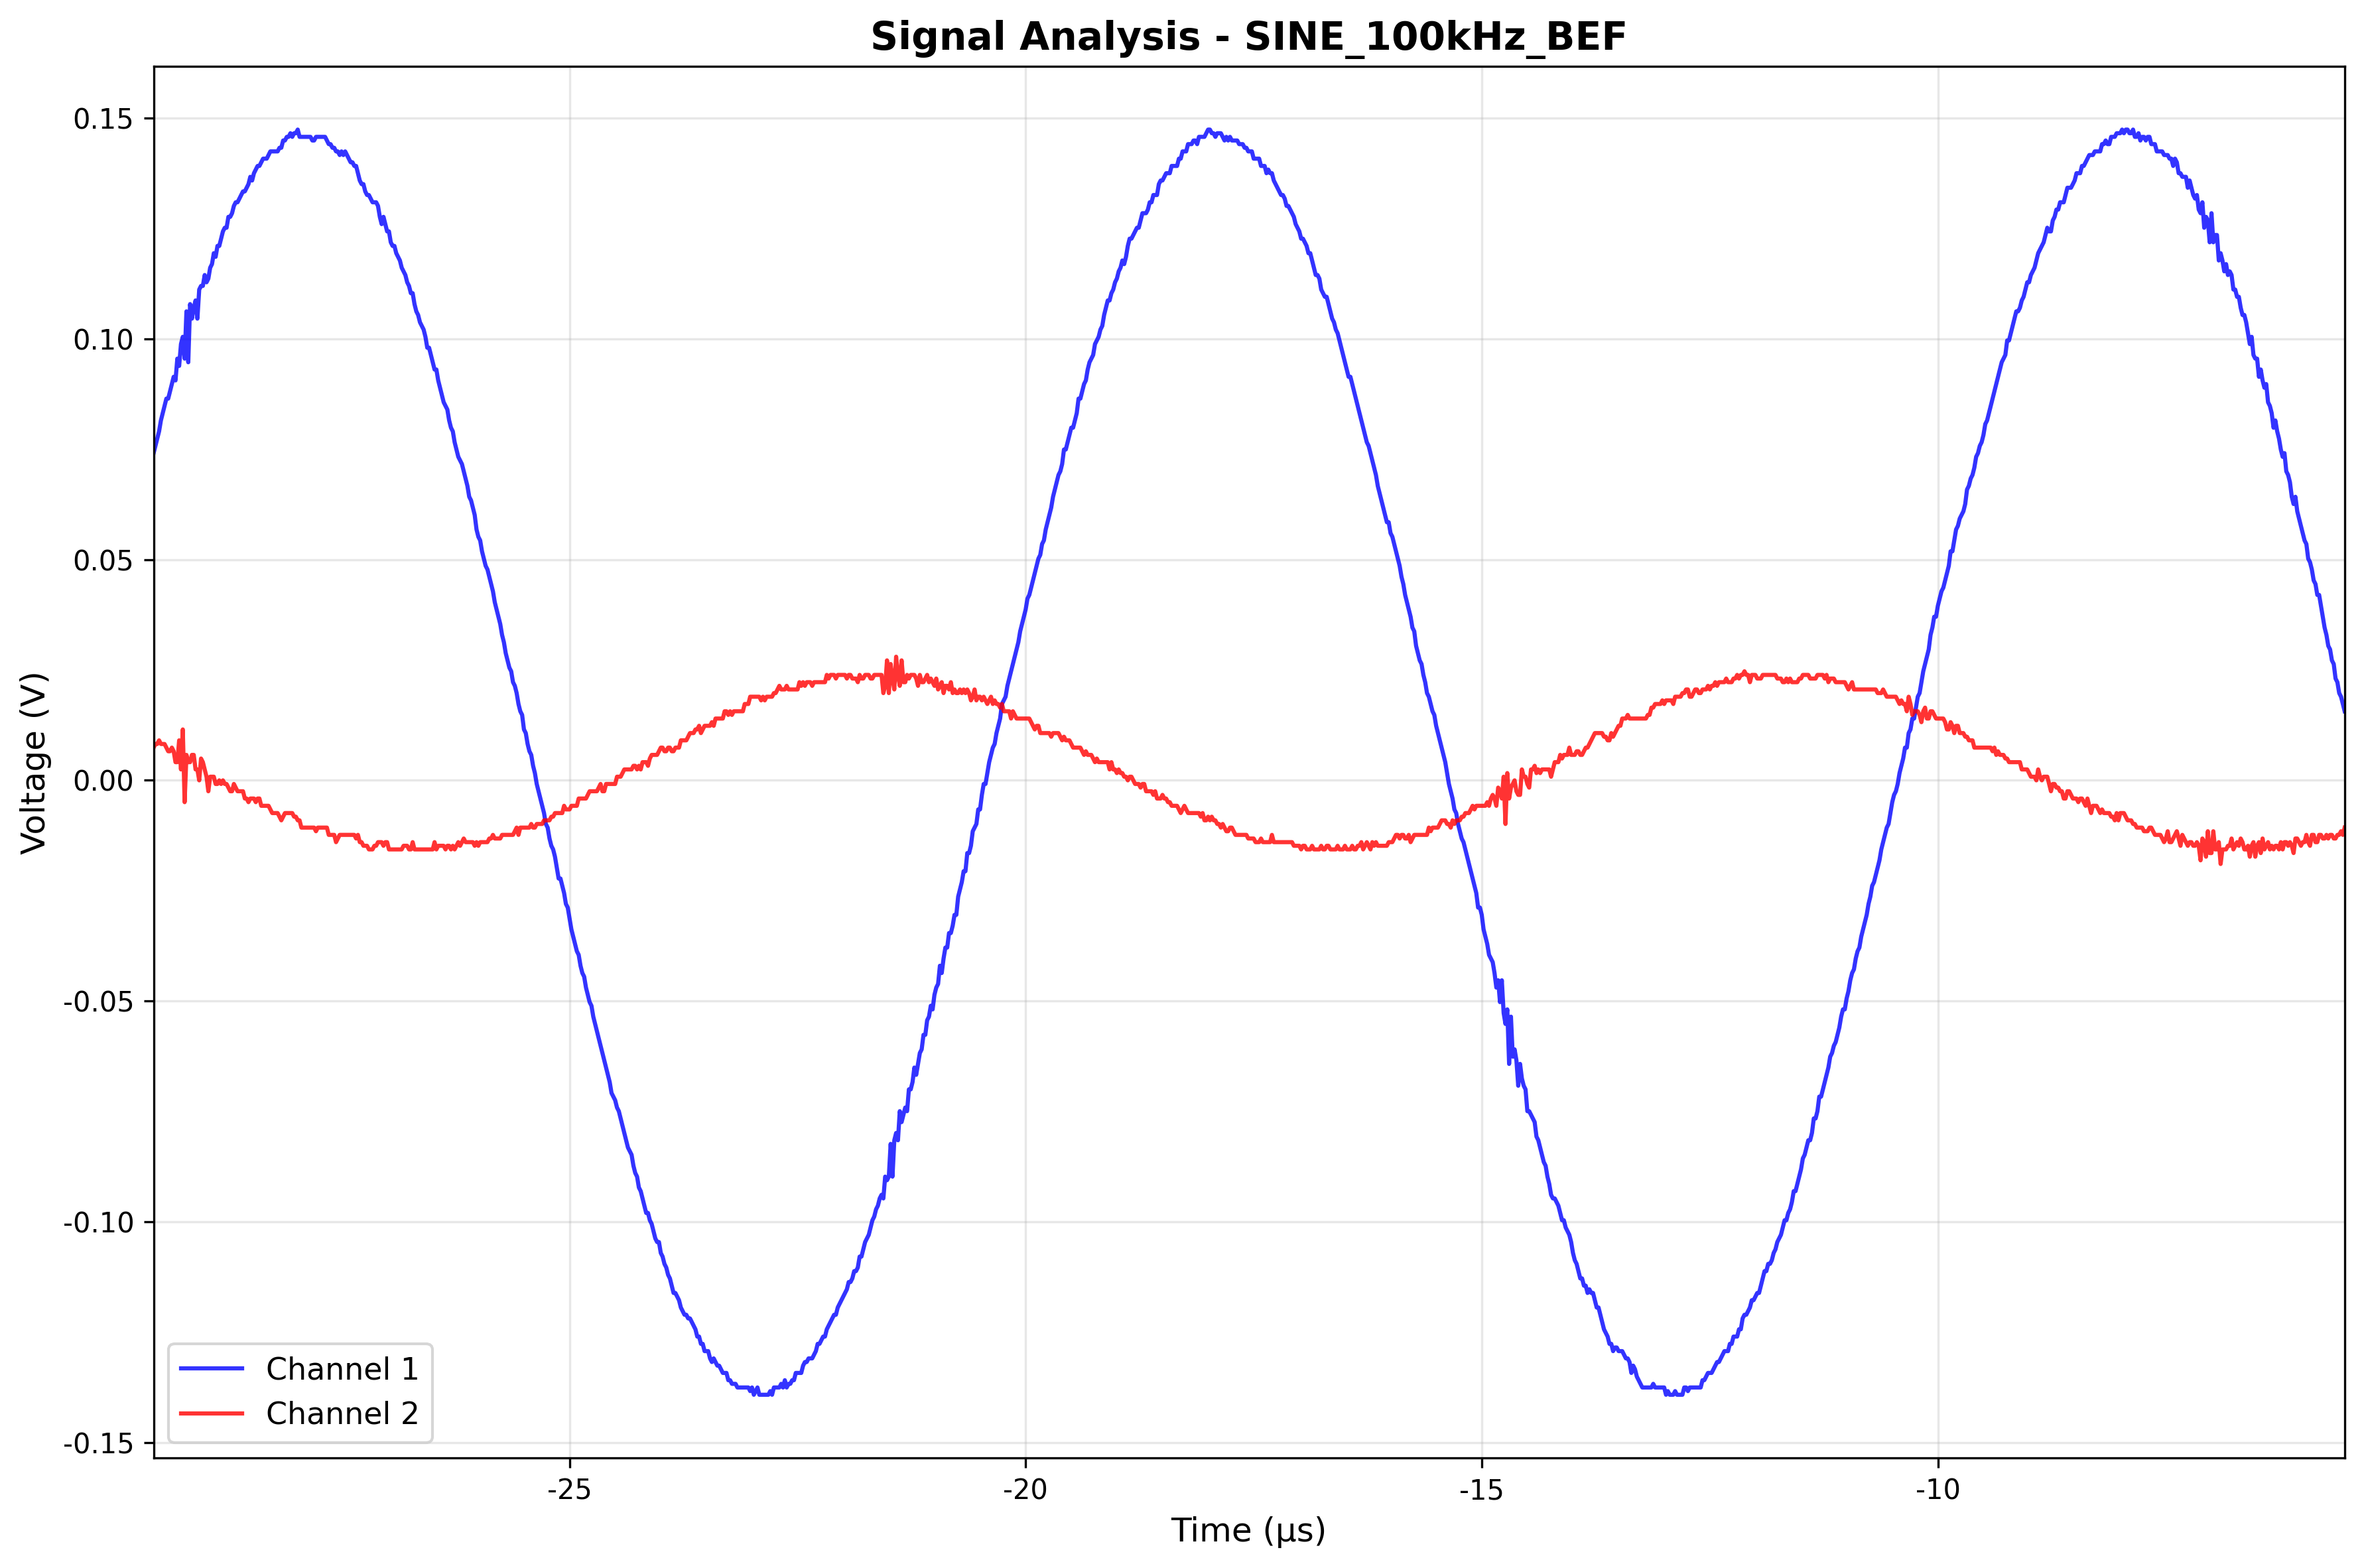 Signal Analysis - SINE_100kHz_BEF
0.15
0.10
0.05
0.00
-0.05
-0.10
-0.15
Voltage (V)
Channel 1
Channel 2
-25
-20
-15
-10
Time (µs)